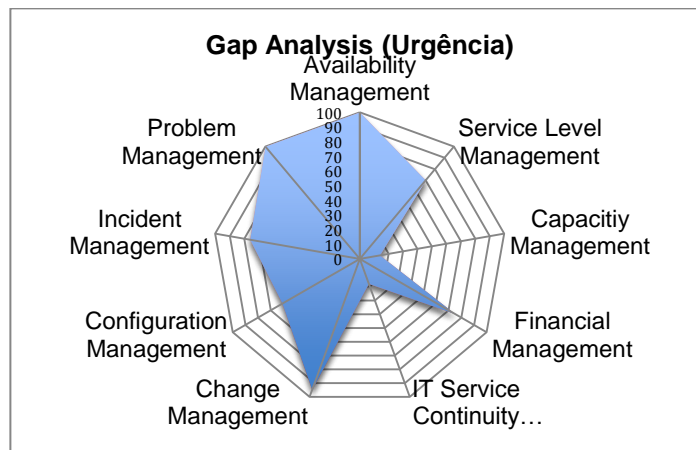 Gap Analysis (Urgência)
Availability
Management
Service Level
Management
Capacitiy
Management
Financial
Management
IT Service
Continuity…
Change
Management
Configuration
Management
Incident
Management
Problem
Management
100
90
80
70
60
50
40
30
20
10
0